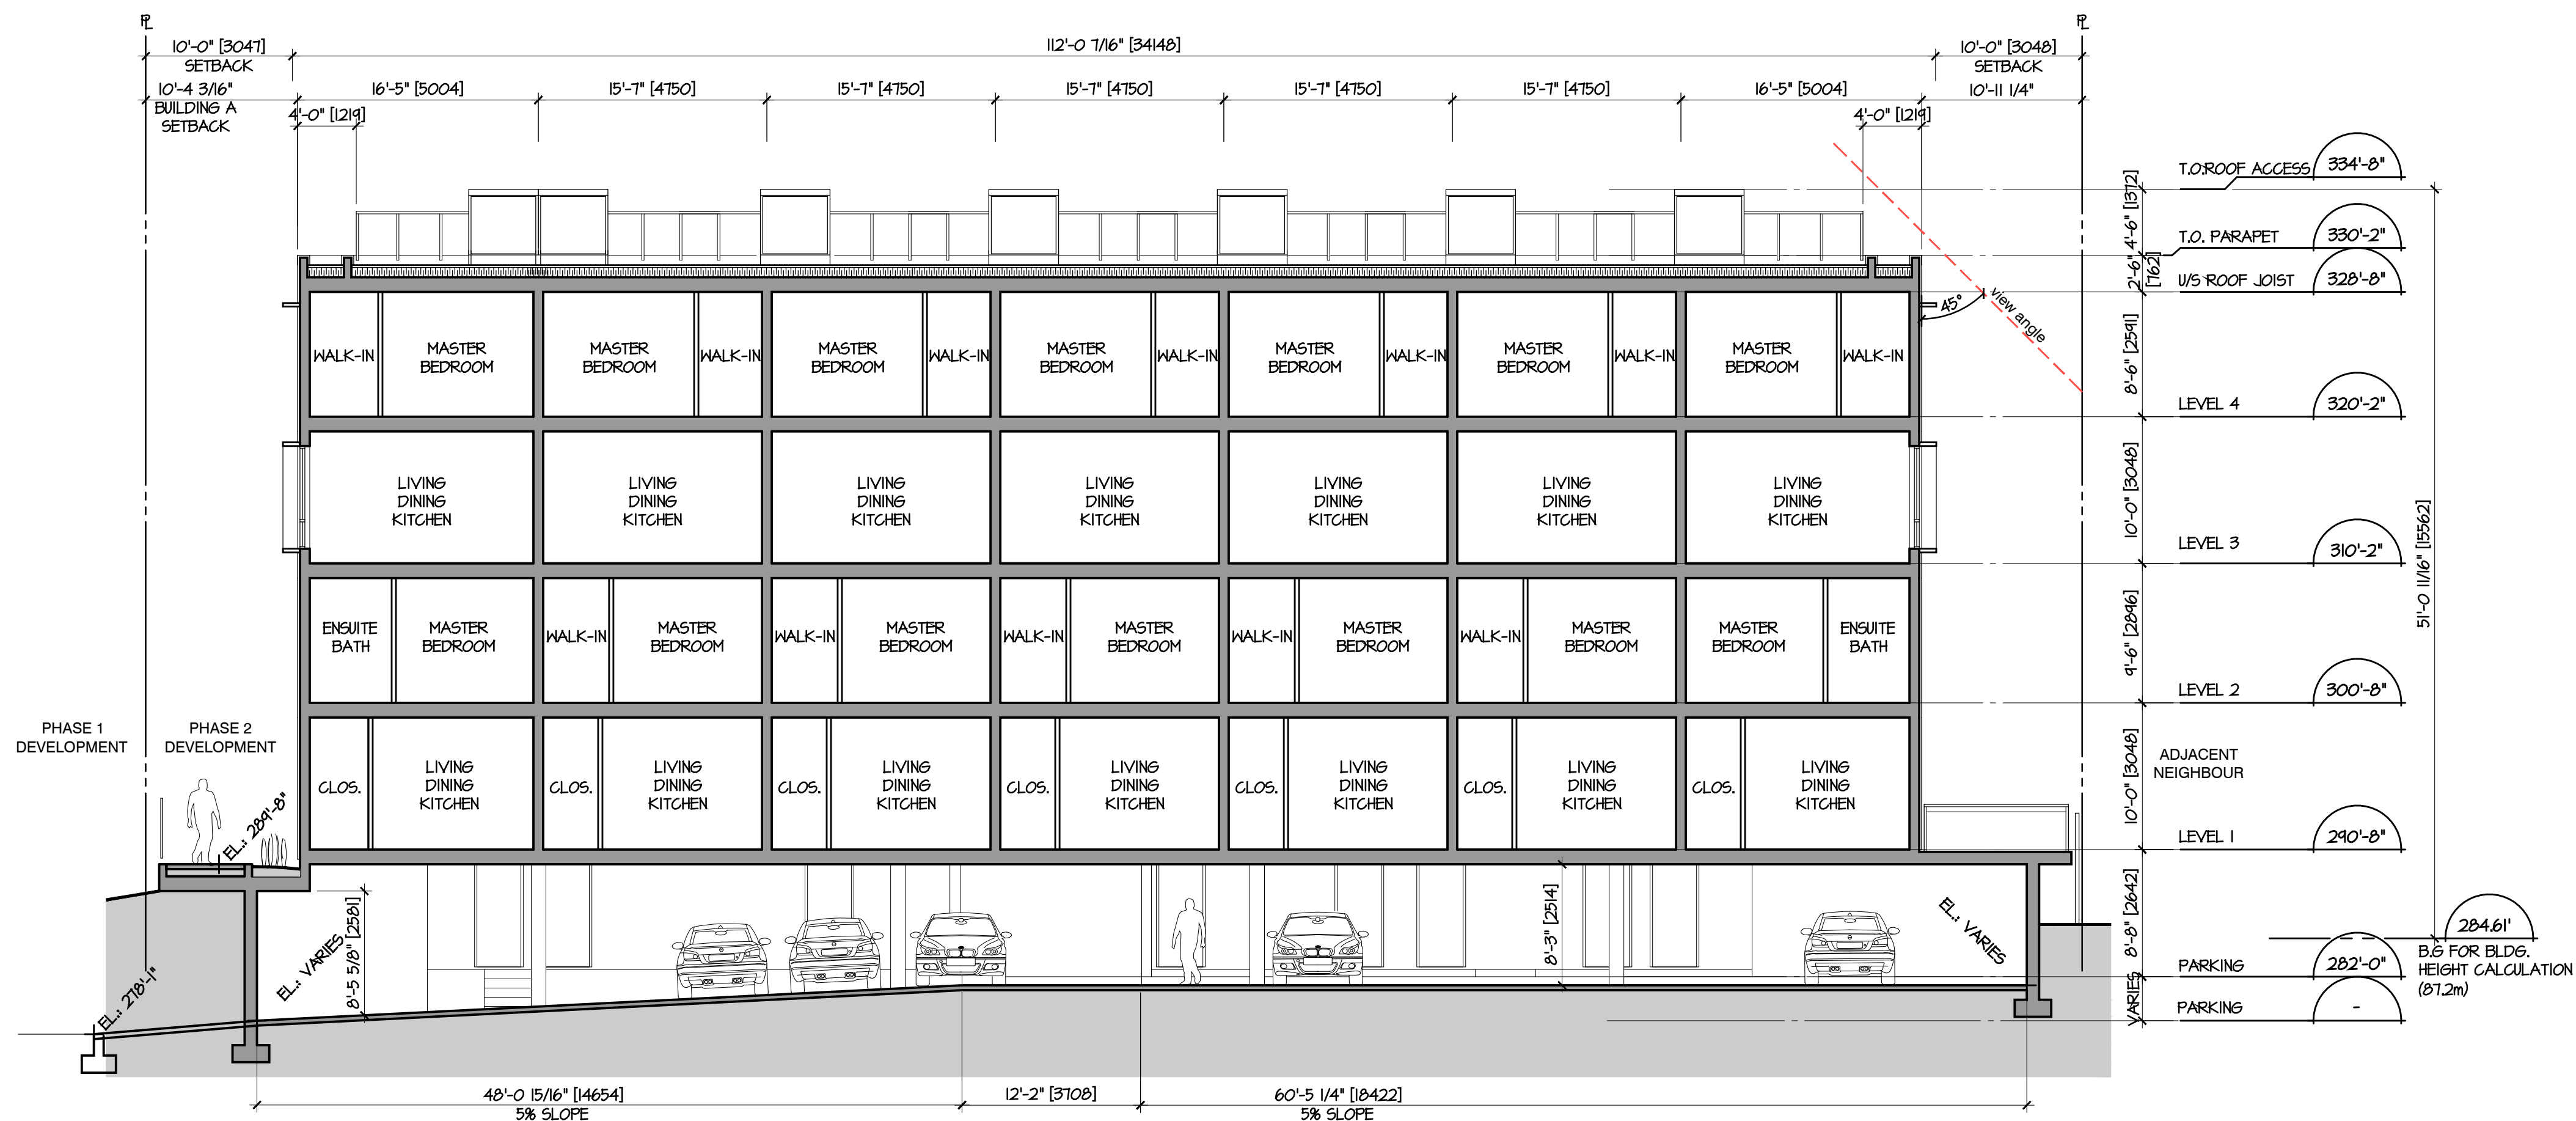 PL
PL
10'-0" [3047]
SETBACK
112'-0 7/16" [34148]
10'-0" [3048]
SETBACK
10'-4 3/16"
BUILDING A
SETBACK
16'-5" [5004]
15'-7" [4750]
15'-7" [4750]
15'-7" [4750]
15'-7" [4750]
15'-7" [4750]
16'-5" [5004]
10'-11 1/4"
4'-0" [1219]
4'-0" [1219]
T.O.ROOF ACCESS 334'-8"
4'-6" [1372]
T.O. PARAPET 330'-2"
2'-6"
[762]
U/S ROOF JOIST 328'-8"
45°
view angle
WALK-IN
MASTER
BEDROOM
MASTER
BEDROOM
WALK-IN
MASTER
BEDROOM
WALK-IN
MASTER
BEDROOM
WALK-IN
MASTER
BEDROOM
WALK-IN
MASTER
BEDROOM
WALK-IN
MASTER
BEDROOM
WALK-IN
8'-6" [2591]
LEVEL 4 320'-2"
LIVING
DINING
KITCHEN
LIVING
DINING
KITCHEN
LIVING
DINING
KITCHEN
LIVING
DINING
KITCHEN
LIVING
DINING
KITCHEN
LIVING
DINING
KITCHEN
LIVING
DINING
KITCHEN
10'-0" [3048]
LEVEL 3 310'-2"
51'-0 11/16" [15562]
ENSUITE
BATH
MASTER
BEDROOM
WALK-IN
MASTER
BEDROOM
WALK-IN
MASTER
BEDROOM
WALK-IN
MASTER
BEDROOM
WALK-IN
MASTER
BEDROOM
WALK-IN
MASTER
BEDROOM
MASTER
BEDROOM
ENSUITE
BATH
9'-6" [2896]
LEVEL 2 300'-8"
PHASE 1
DEVELOPMENT
PHASE 2
DEVELOPMENT
CLOS.
LIVING
DINING
KITCHEN
CLOS.
LIVING
DINING
KITCHEN
CLOS.
LIVING
DINING
KITCHEN
CLOS.
LIVING
DINING
KITCHEN
CLOS.
LIVING
DINING
KITCHEN
CLOS.
LIVING
DINING
KITCHEN
CLOS.
LIVING
DINING
KITCHEN
10'-0" [3048]
ADJACENT
NEIGHBOUR
LEVEL 1 290'-8"
EL.: 289'-8"
EL.: 278'-1"
EL.: VARIES
8'-5 5/8" [2581]
8'-3" [2514]
EL.: VARIES
8'-8" [2642]
284.61'
B.G FOR BLDG.
HEIGHT CALCULATION
(87.2m)
PARKING 282'-0"
VARIES
PARKING -
48'-0 15/16" [14654]
5% SLOPE
12'-2" [3708]
60'-5 1/4" [18422]
5% SLOPE